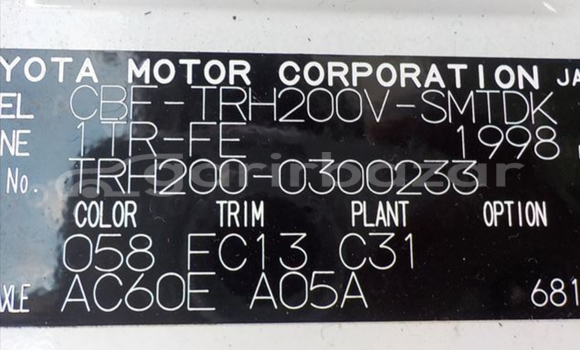 YOTA MOTOR CORPORATION JA
EL CBF-TRH200V-SMTDK
NE 1TR-FE 1998
No. TRH200-0300233
COLOR TRIM PLANT OPTION
058 FC13 C31
XLE AC60E A05A 681
carirbazar